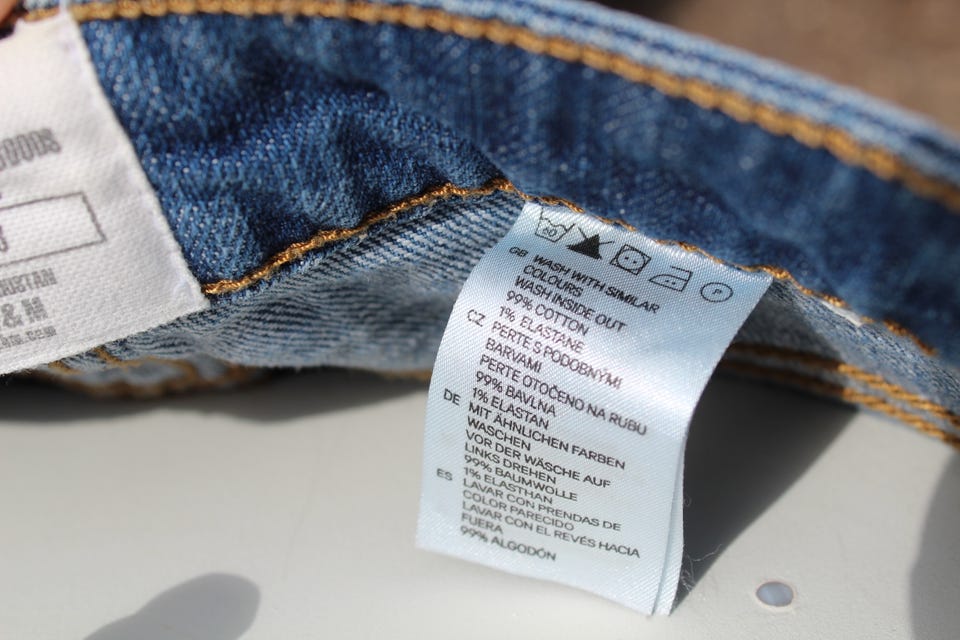 GOODS
&M
40
GB WASH WITH SIMILAR
COLOURS
WASH INSIDE OUT
99% COTTON
1% ELASTANE
CZ PERTE S PODOBNÝMI
BARVAMI
PERTE OTOČENO NA RUBU
99% BAVLNA
1% ELASTAN
DE MIT ÄHNLICHEN FARBEN
WASCHEN
VOR DER WÄSCHE AUF
LINKS DREHEN
99% BAUMWOLLE
1% ELASTHAN
ES LAVAR CON PRENDAS DE
COLOR PARECIDO
LAVAR CON EL REVÉS HACIA
FUERA
99% ALGODÓN